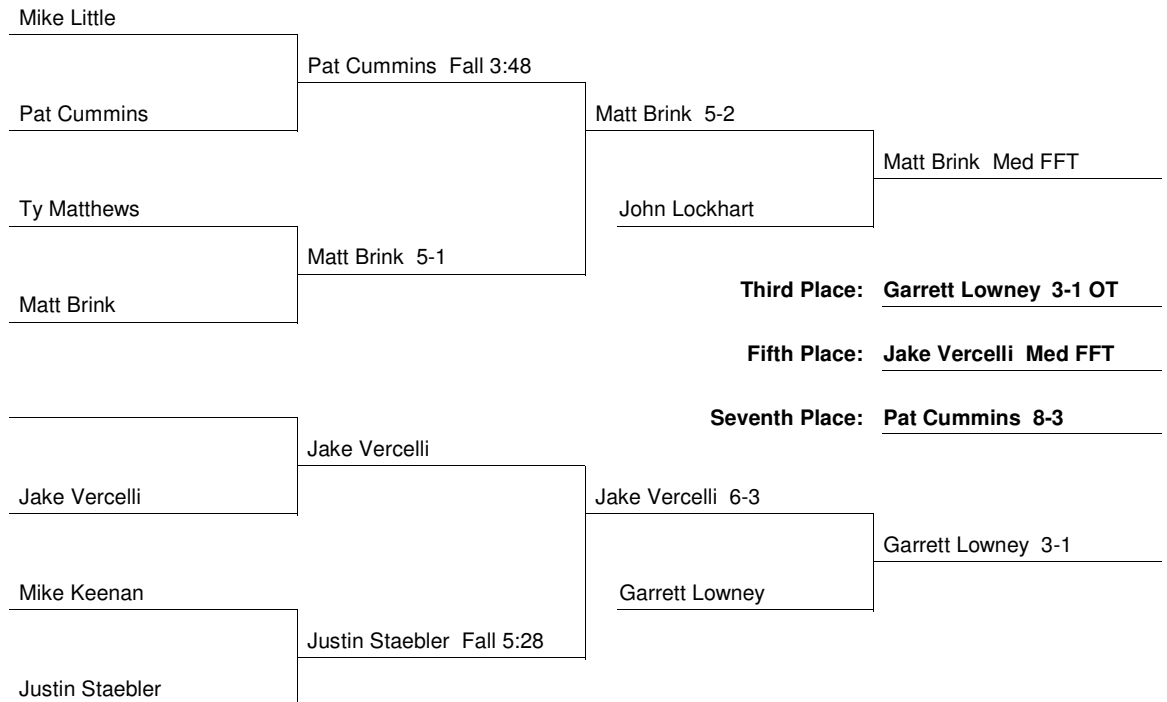 Mike Little
Pat Cummins  Fall 3:48
Pat Cummins
Matt Brink  5-2
Matt Brink  Med FFT
Ty Matthews
John Lockhart
Matt Brink  5-1
Third Place: Garrett Lowney  3-1 OT
Matt Brink
Fifth Place: Jake Vercelli  Med FFT
Seventh Place: Pat Cummins  8-3
Jake Vercelli
Jake Vercelli
Jake Vercelli  6-3
Garrett Lowney  3-1
Mike Keenan
Garrett Lowney
Justin Staebler  Fall 5:28
Justin Staebler